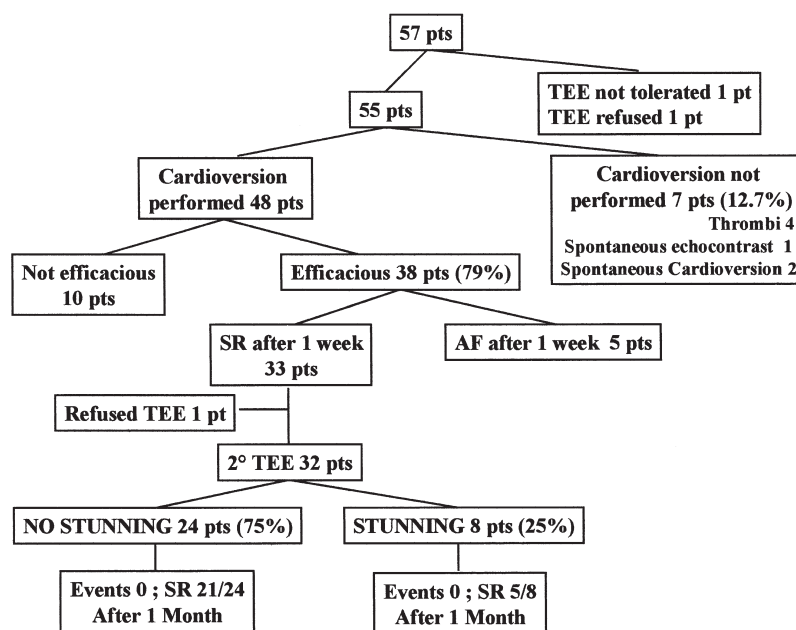 57 pts
TEE not tolerated 1 pt
TEE refused 1 pt
55 pts
Cardioversion
performed 48 pts
Cardioversion not
performed 7 pts (12.7%)
Thrombi 4
Spontaneous echocontrast 1
Spontaneous Cardioversion 2
Not efficacious
10 pts
Efficacious 38 pts (79%)
SR after 1 week
33 pts
AF after 1 week 5 pts
Refused TEE 1 pt
2° TEE 32 pts
NO STUNNING 24 pts (75%)
STUNNING 8 pts (25%)
Events 0 ; SR 21/24
After 1 Month
Events 0 ; SR 5/8
After 1 Month